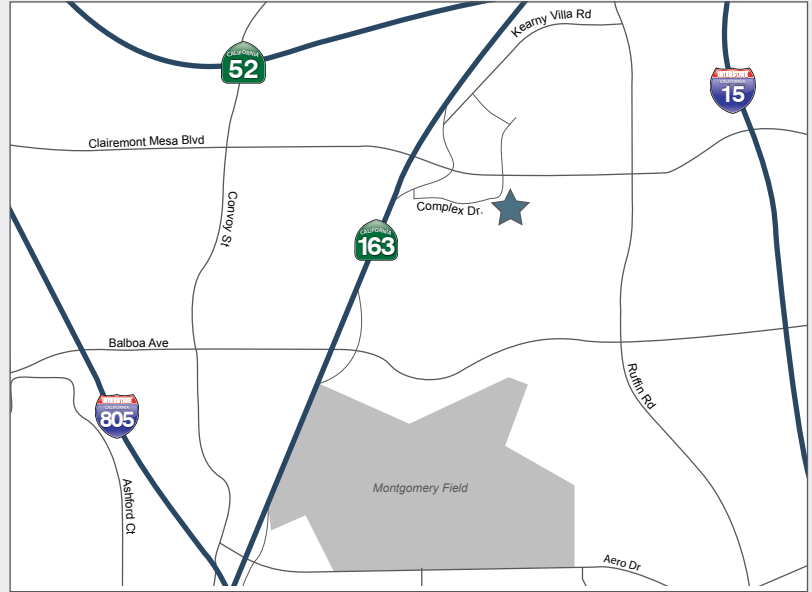 Kearny Villa Rd
CALIFORNIA
52
INTERSTATE
CALIFORNIA
15
Clairemont Mesa Blvd
Convoy St
Complex Dr.
CALIFORNIA
163
Balboa Ave
Ruffin Rd
INTERSTATE
CALIFORNIA
805
Ashford Ct
Montgomery Field
Aero Dr